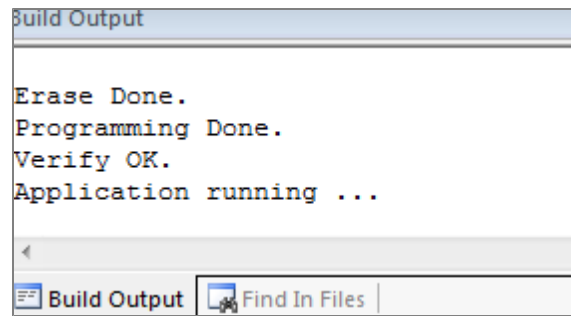 Build Output
Erase Done.
Programming Done.
Verify OK.
Application running ...
Build Output
Find In Files